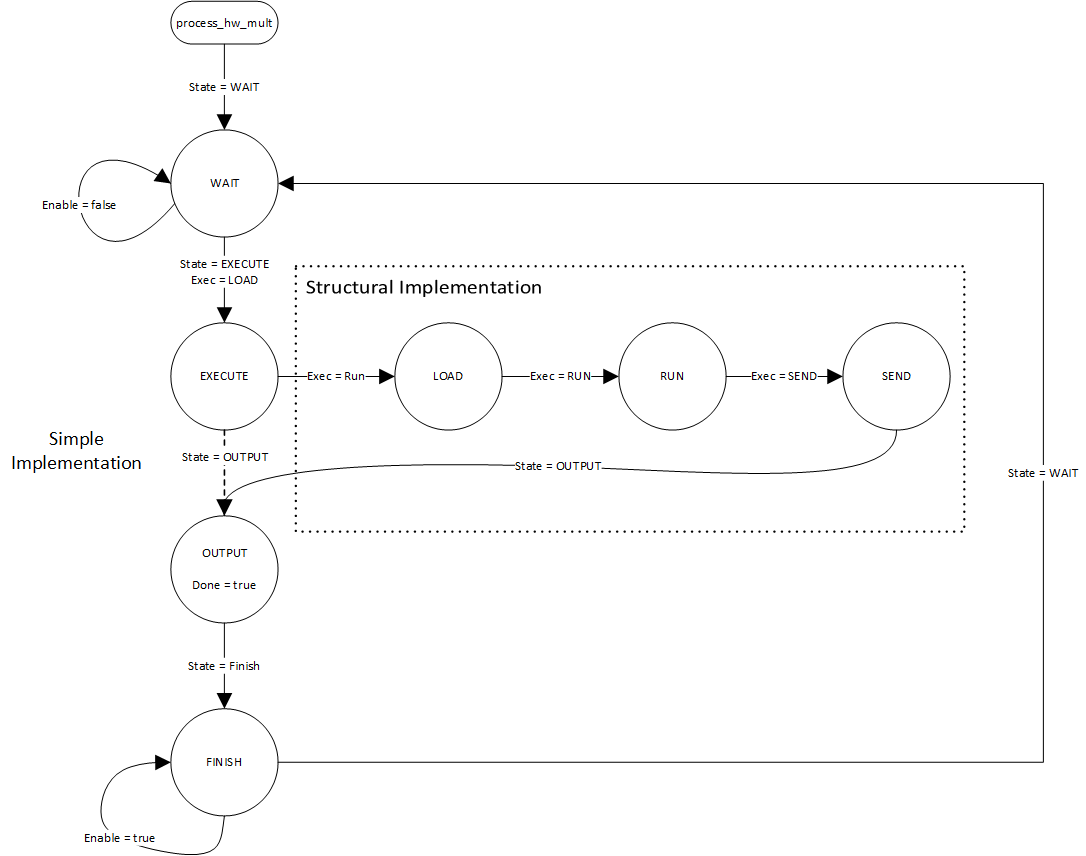 process_hw_mult
State = WAIT
WAIT
Enable = false
State = EXECUTE
Exec = LOAD
Structural Implementation
EXECUTE
Exec = Run
LOAD
Exec = RUN
RUN
Exec = SEND
SEND
Simple
Implementation
State = OUTPUT
State = OUTPUT
State = WAIT
OUTPUT
Done = true
State = Finish
FINISH
Enable = true